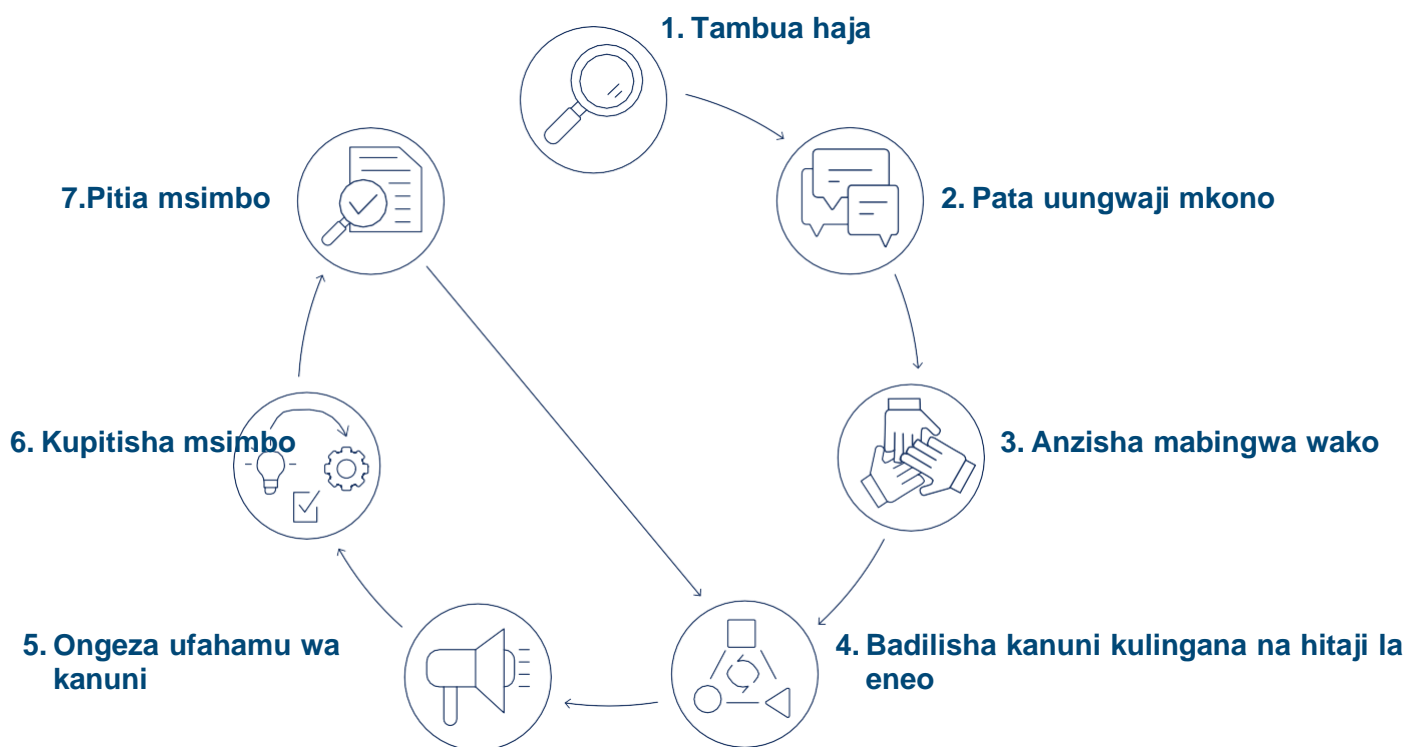 1. Tambua haja
2. Pata uungwaji mkono
3. Anzisha mabingwa wako
4. Badilisha kanuni kulingana na hitaji la
eneo
5. Ongeza ufahamu wa
kanuni
6. Kupitisha msimbo
7.Pitia msimbo